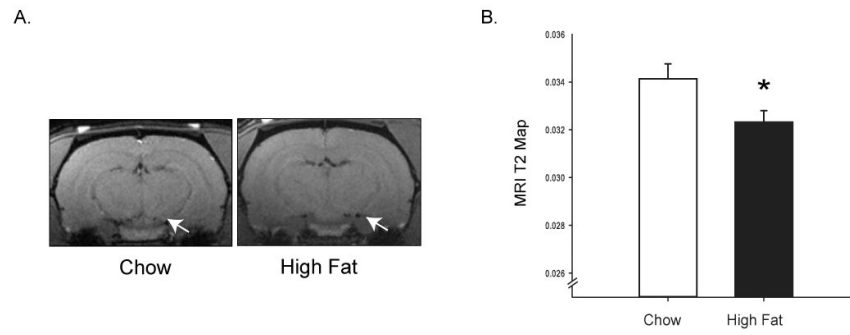 A.
Chow
High Fat
B.
MRI T2 Map
0.036
0.034
0.032
0.030
0.028
0.026
*
Chow
High Fat